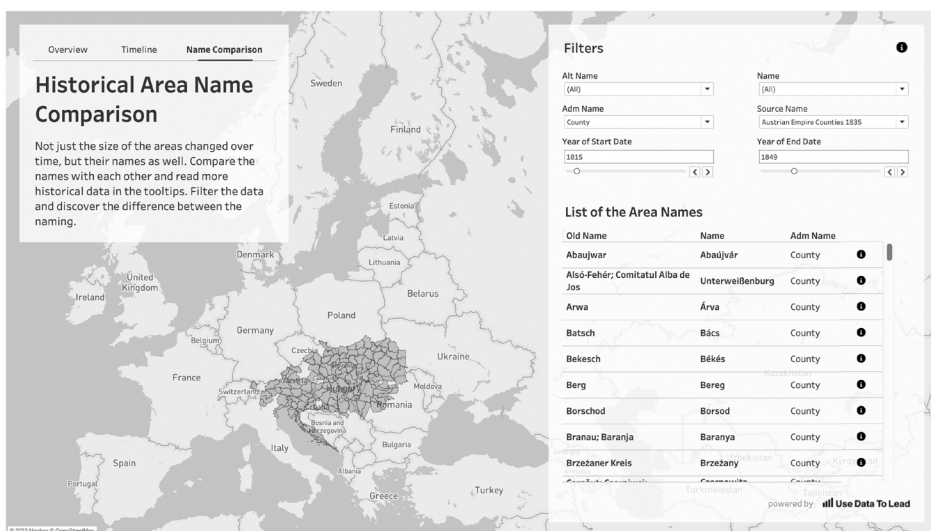 Overview Timeline Name Comparison
Historical Area Name
Comparison
Not just the size of the areas changed over
time, but their names as well. Compare the
names with each other and read more
historical data in the tooltips. Filter the data
and discover the difference between the
naming.
Sweden
Finland
Estonia
Latvia
Lithuania
Denmark
United
Kingdom
Ireland
Belarus
Poland
Germany
Belgium
Czechia
Ukraine
France
Switzerland
Moldova
Romania
Bosnia and
Herzegovina
Italy
Bulgaria
Spain
Portugal
Albania
Greece
Turkey
Filters
Alt Name Name
(All) (All)
Adm Name Source Name
County Austrian Empire Counties 1835
Year of Start Date Year of End Date
1815 1849
List of the Area Names
Old Name Name Adm Name
Abaujwar Abaújvár County
Alsó-Fehér; Comitatul Alba de
Jos Unterweißenburg County
Arwa Árva County
Batsch Bács County
Bekesch Békés County
Kazakhstan
Berg Bereg County
Borschod Borsod County
Branau; Baranja Baranya County
Uzbekistan
Brzeżaner Kreis Brzeżany County
Turkmenistan
Tajikistan
powered by Use Data To Lead